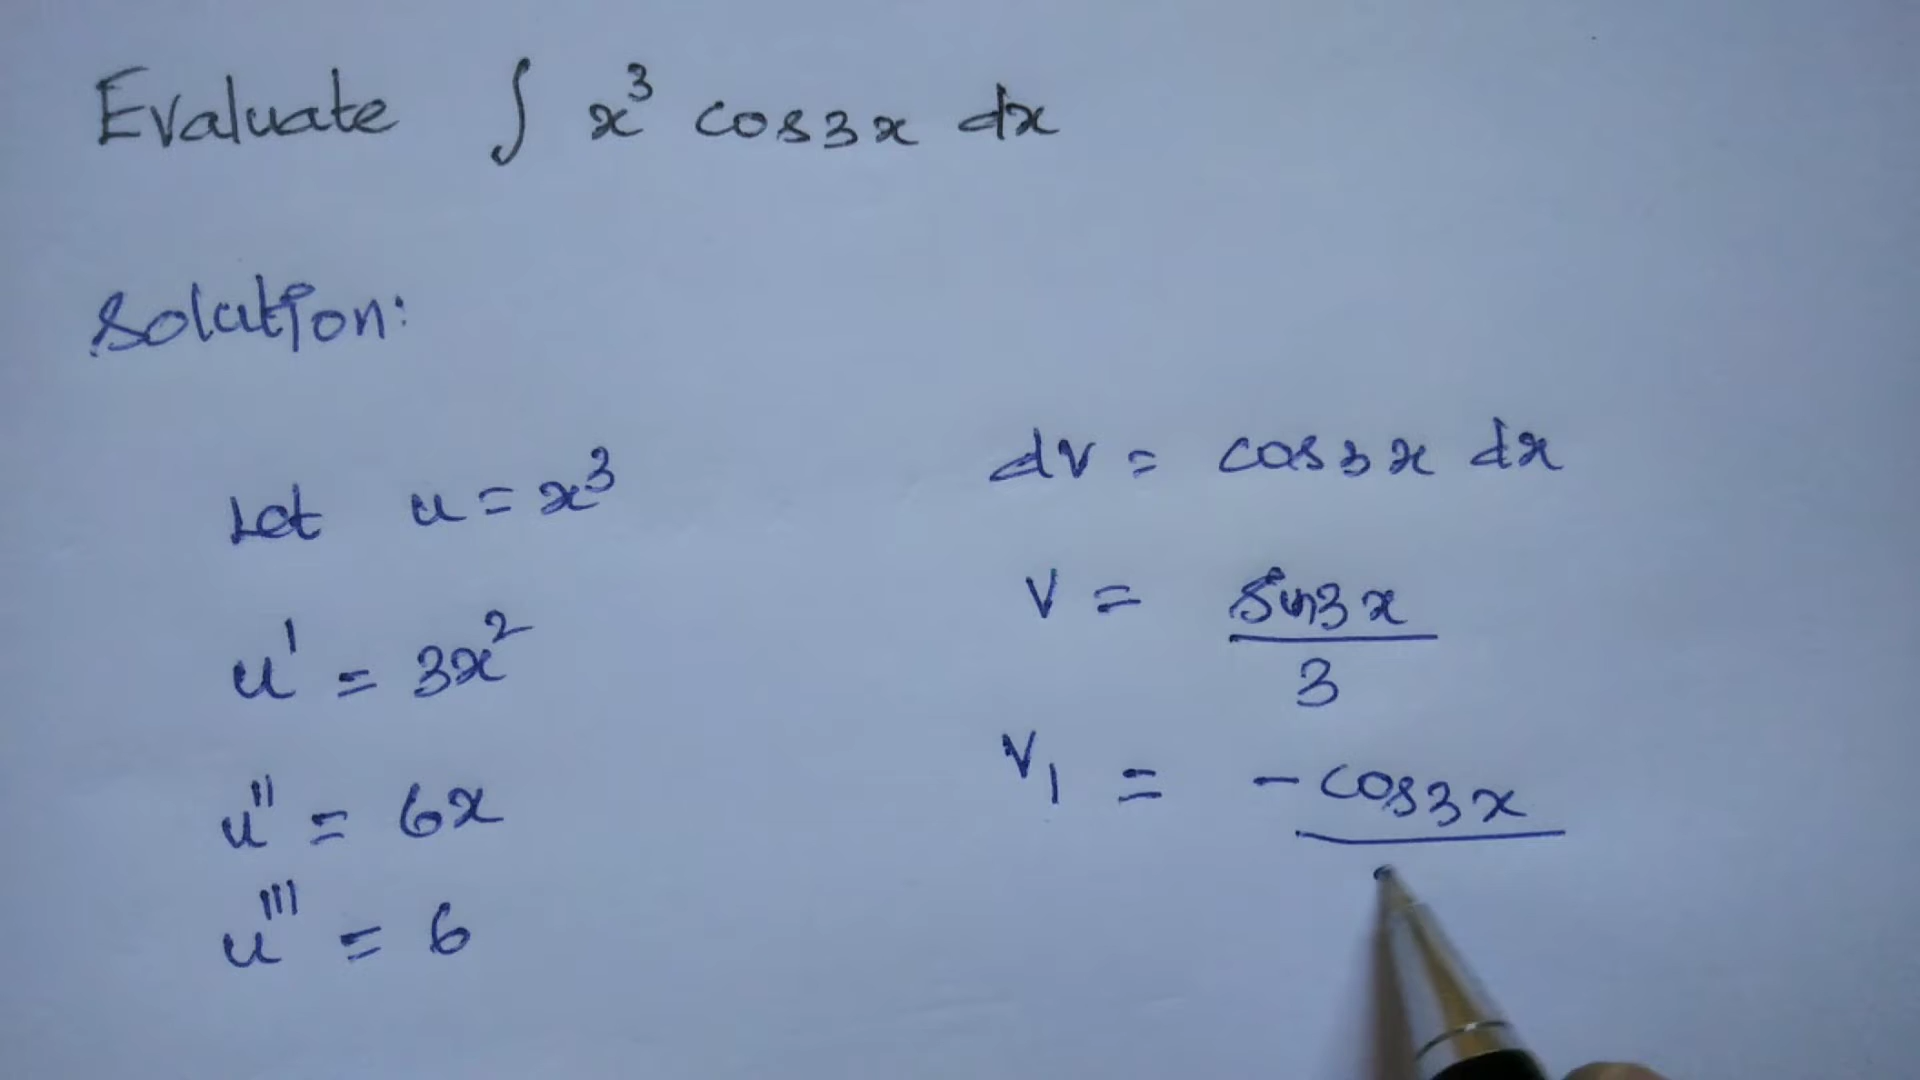 Evaluate ∫ x³ cos3x dx
Solution:
Let u = x³
u' = 3x²
u'' = 6x
u''' = 6
dv = cos3x dx
v = sin3x / 3
v₁ = -cos3x /